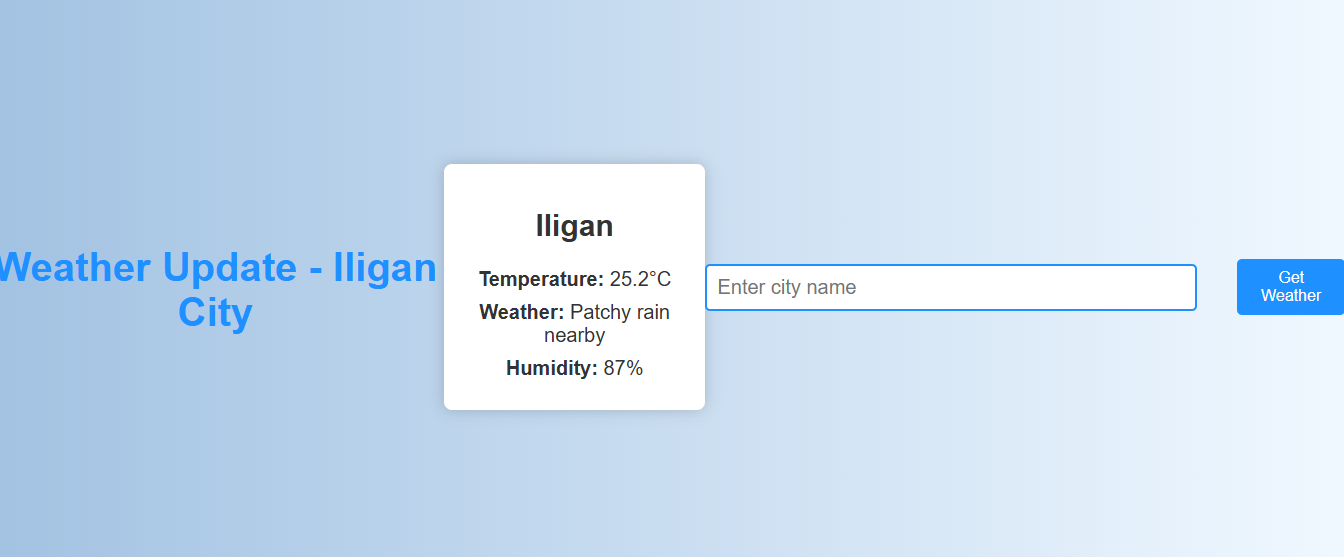 Weather Update - Iligan
City
Iligan
Temperature: 25.2°C
Weather: Patchy rain
nearby
Humidity: 87%
Enter city name
Get
Weather